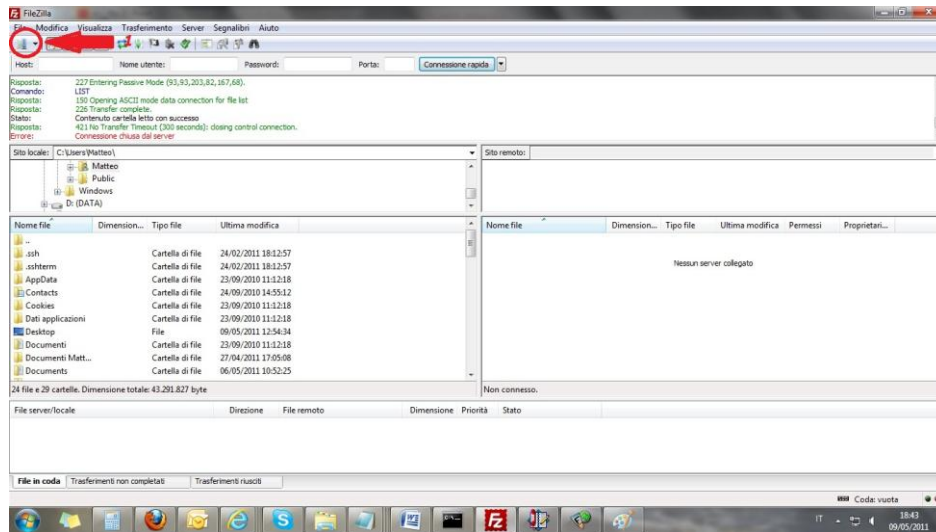 FileZilla
File Modifica Visualizza Trasferimento Server Segnalibri Aiuto
1
Host: Nome utente: Password: Porta: Connessione rapida
Risposta: 227 Entering Passive Mode (93,93,203,82,167,68).
Comando: LIST
Risposta: 150 Opening ASCII mode data connection for file list
Risposta: 226 Transfer complete.
Stato: Contenuto cartella letto con successo
Risposta: 421 No Transfer Timeout (300 seconds): closing control connection.
Errore: Connessione chiusa dal server
Sito locale: C:\Users\Matteo\ Sito remoto:
Matteo
Public
Windows
D: (DATA)
Nome file Dimension... Tipo file Ultima modifica Nome file Dimension... Tipo file Ultima modifica Permessi Proprietari...
..
.ssh Cartella di file 24/02/2011 18:12:57
.sshterm Cartella di file 24/02/2011 18:12:57
Nessun server collegato
AppData Cartella di file 23/09/2010 11:12:18
Contacts Cartella di file 24/09/2010 14:55:12
Cookies Cartella di file 23/09/2010 11:12:18
Dati applicazioni Cartella di file 23/09/2010 11:12:18
Desktop File 09/05/2011 12:54:34
Documenti Cartella di file 23/09/2010 11:12:18
Documenti Matt... Cartella di file 27/04/2011 17:05:08
Documents Cartella di file 06/05/2011 10:52:25
24 file e 29 cartelle. Dimensione totale: 43.291.827 byte Non connesso.
File server/locale Direzione File remoto Dimensione Priorità Stato
File in coda Trasferimenti non completati Trasferimenti riusciti
Coda: vuota
IT 18:43
09/05/2011